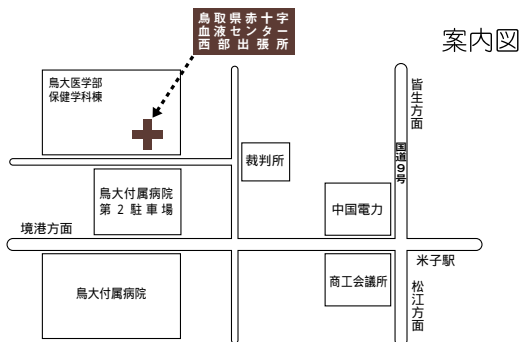 案内図
鳥取県赤十字
血液センター
西部出張所
鳥大医学部
保健学科棟
皆生方面
国道9号
裁判所
鳥大付属病院
第2駐車場
中国電力
境港方面
米子駅
鳥大付属病院
商工会議所
松江方面